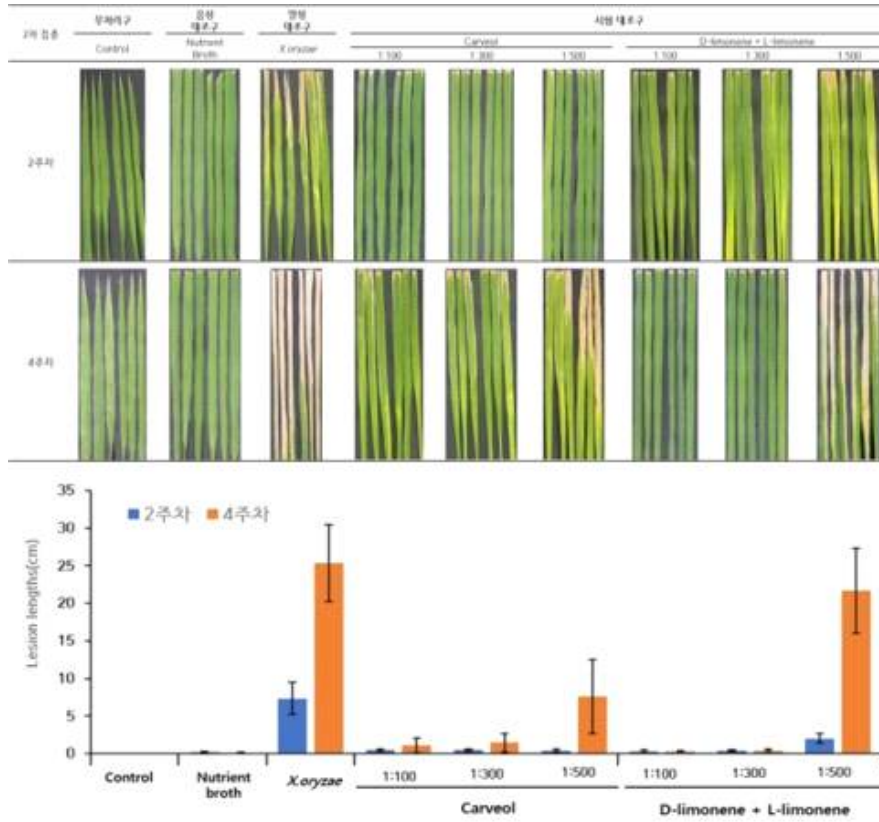 무처리구 음성 대조구 양성 대조구 시험 대조구
2차 접종 Control Nutrient broth X.oryzae Carveol D-limonene + L-limonene
1:100 1:300 1:500 1:100 1:300 1:500
2주차
4주차
35
30
25
20
15
10
5
0
Lesion lengths(cm)
2주차 4주차
Control Nutrient broth X.oryzae 1:100 1:300 1:500 1:100 1:300 1:500
Carveol D-limonene + L-limonene